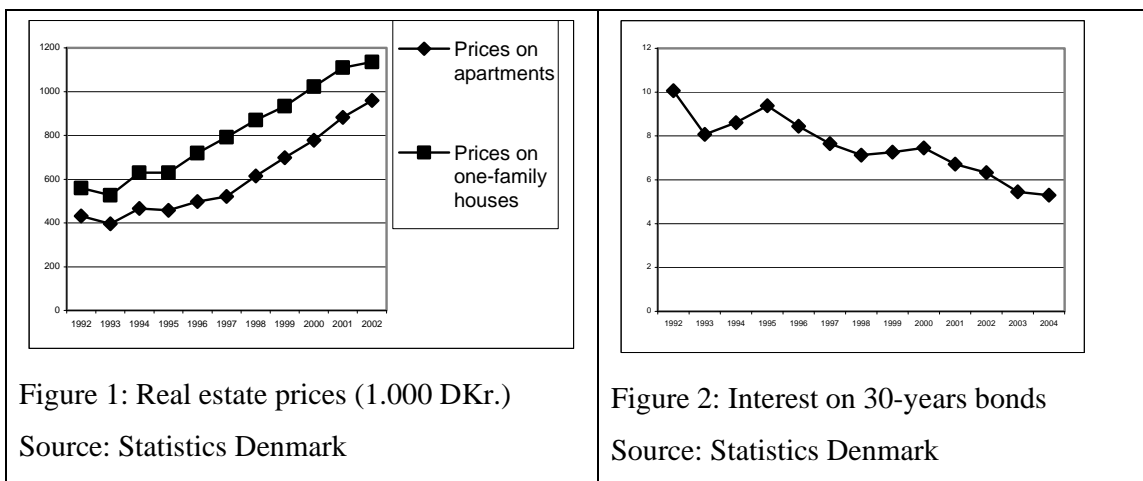 1200
1000
800
600
400
200
0
1992 1993 1994 1995 1996 1997 1998 1999 2000 2001 2002
Prices on
apartments
Prices on
one-family
houses
Figure 1: Real estate prices (1.000 DKr.)
Source: Statistics Denmark
12
10
8
6
4
2
0
1992 1993 1994 1995 1996 1997 1998 1999 2000 2001 2002 2003 2004
Figure 2: Interest on 30-years bonds
Source: Statistics Denmark